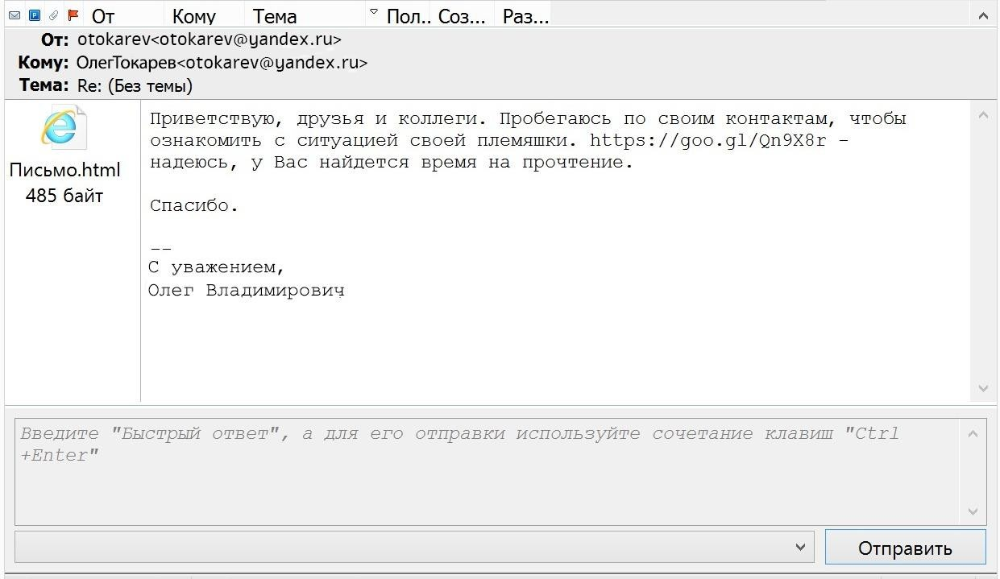 От Кому Тема Пол.. Соз... Раз...
От: otokarev<otokarev@yandex.ru>
Кому: ОлегТокарев<otokarev@yandex.ru>
Тема: Re: (Без темы)
Приветствую, друзья и коллеги. Пробегаюсь по своим контактам, чтобы
ознакомить с ситуацией своей племяшки. https://goo.gl/Qn9X8r –
надеюсь, у Вас найдется время на прочтение.
Письмо.html
485 байт
Спасибо.
--
С уважением,
Олег Владимирович
Введите "Быстрый ответ", а для его отправки используйте сочетание клавиш "Ctrl
+Enter"
Отправить